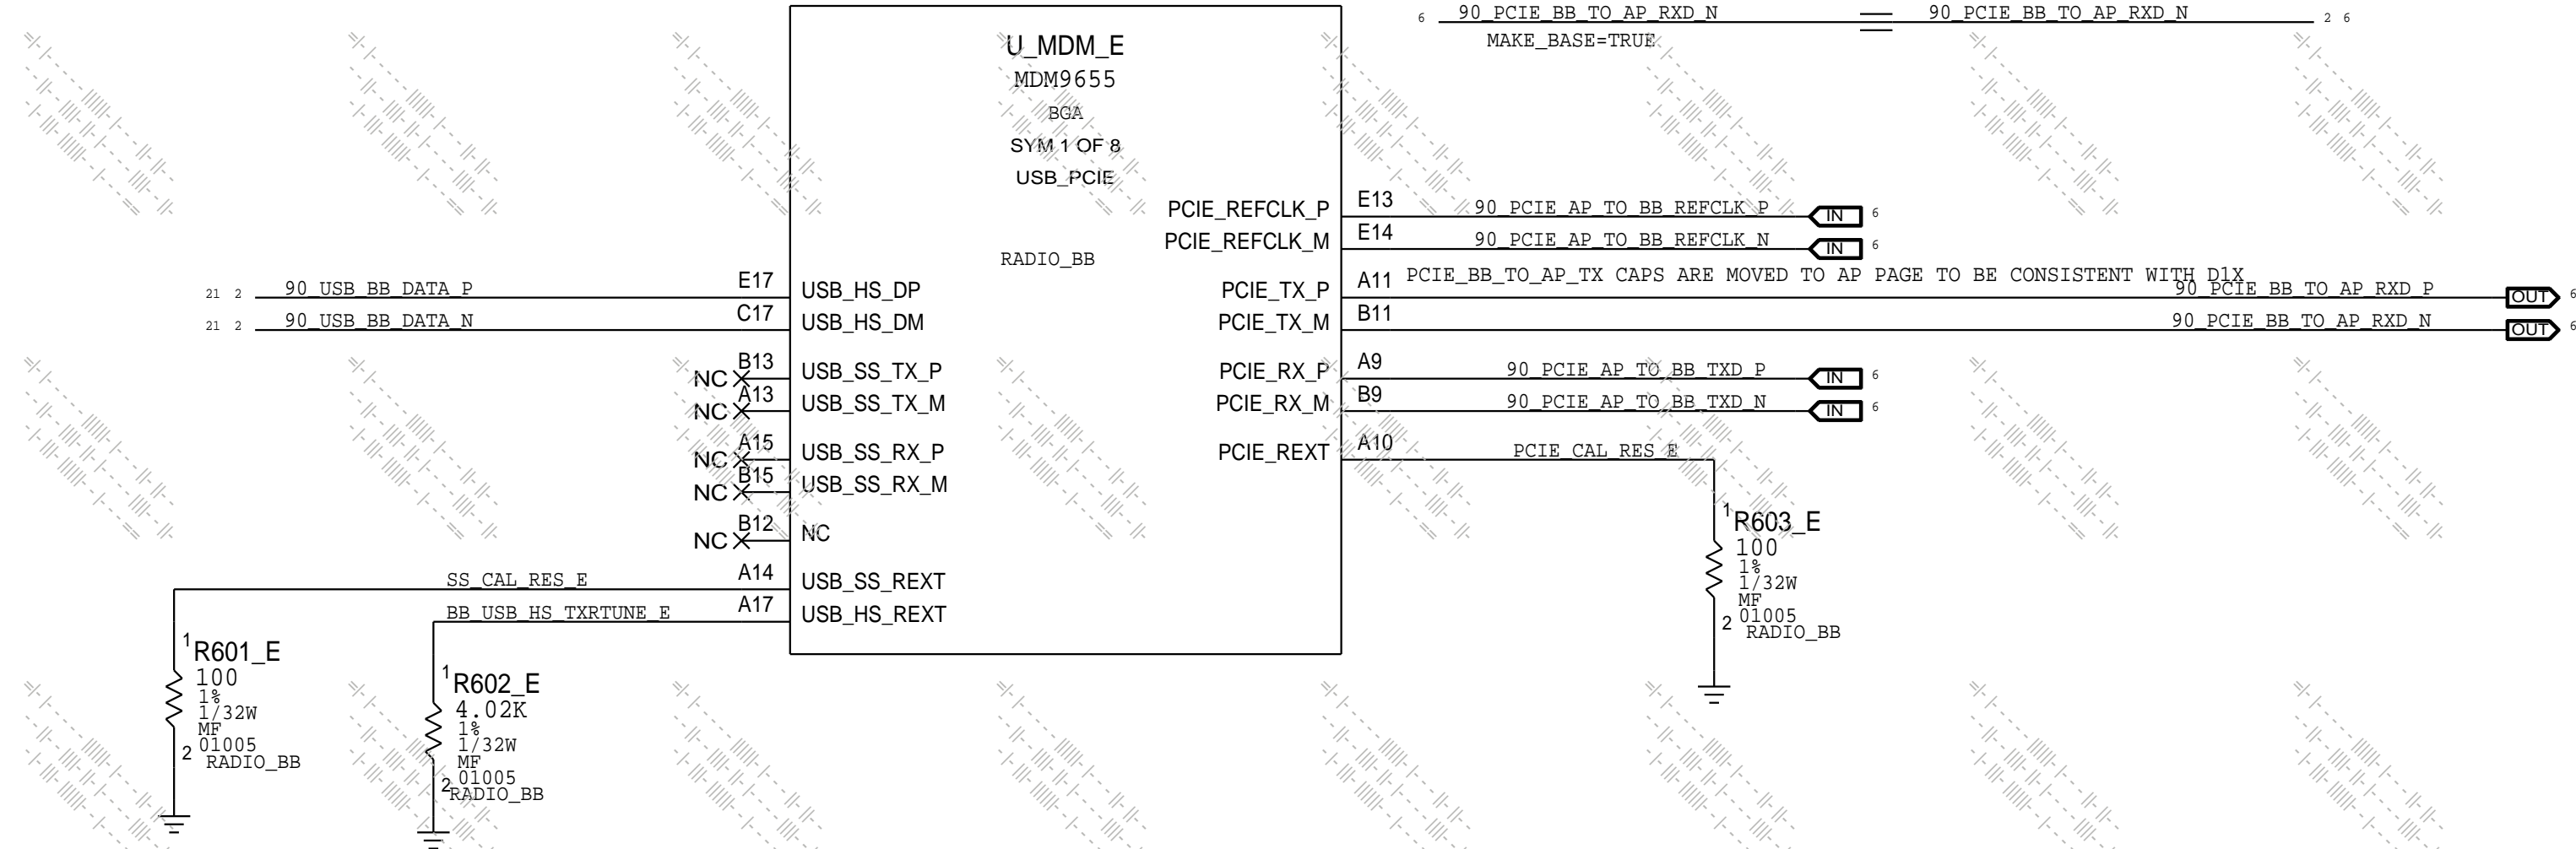 6 90_PCIE_BB_TO_AP_RXD_N 90_PCIE_BB_TO_AP_RXD_N 2 6
MAKE_BASE=TRUE
U_MDM_E
MDM9655
BGA
SYM 1 OF 8
USB_PCIE
RADIO_BB
21 2 90_USB_BB_DATA_P E17 USB_HS_DP
21 2 90_USB_BB_DATA_N C17 USB_HS_DM
NC B13 USB_SS_TX_P
NC A13 USB_SS_TX_M
NC A15 USB_SS_RX_P
NC B15 USB_SS_RX_M
NC B12 NC
SS_CAL_RES_E A14 USB_SS_REXT
BB_USB_HS_TXRTUNE_E A17 USB_HS_REXT
PCIE_REFCLK_P E13 90_PCIE_AP_TO_BB_REFCLK_P IN 6
PCIE_REFCLK_M E14 90_PCIE_AP_TO_BB_REFCLK_N IN 6
PCIE_BB_TO_AP_TX CAPS ARE MOVED TO AP PAGE TO BE CONSISTENT WITH D1X
PCIE_TX_P A11 90_PCIE_BB_TO_AP_RXD_P OUT 6
PCIE_TX_M B11 90_PCIE_BB_TO_AP_RXD_N OUT 6
PCIE_RX_P A9 90_PCIE_AP_TO_BB_TXD_P IN 6
PCIE_RX_M B9 90_PCIE_AP_TO_BB_TXD_N IN 6
PCIE_REXT A10 PCIE_CAL_RES_E
1 R603_E
100
1%
1/32W
MF
2 01005
RADIO_BB
1 R601_E
100
1%
1/32W
MF
2 01005
RADIO_BB
1 R602_E
4.02K
1%
1/32W
MF
01005
2 RADIO_BB